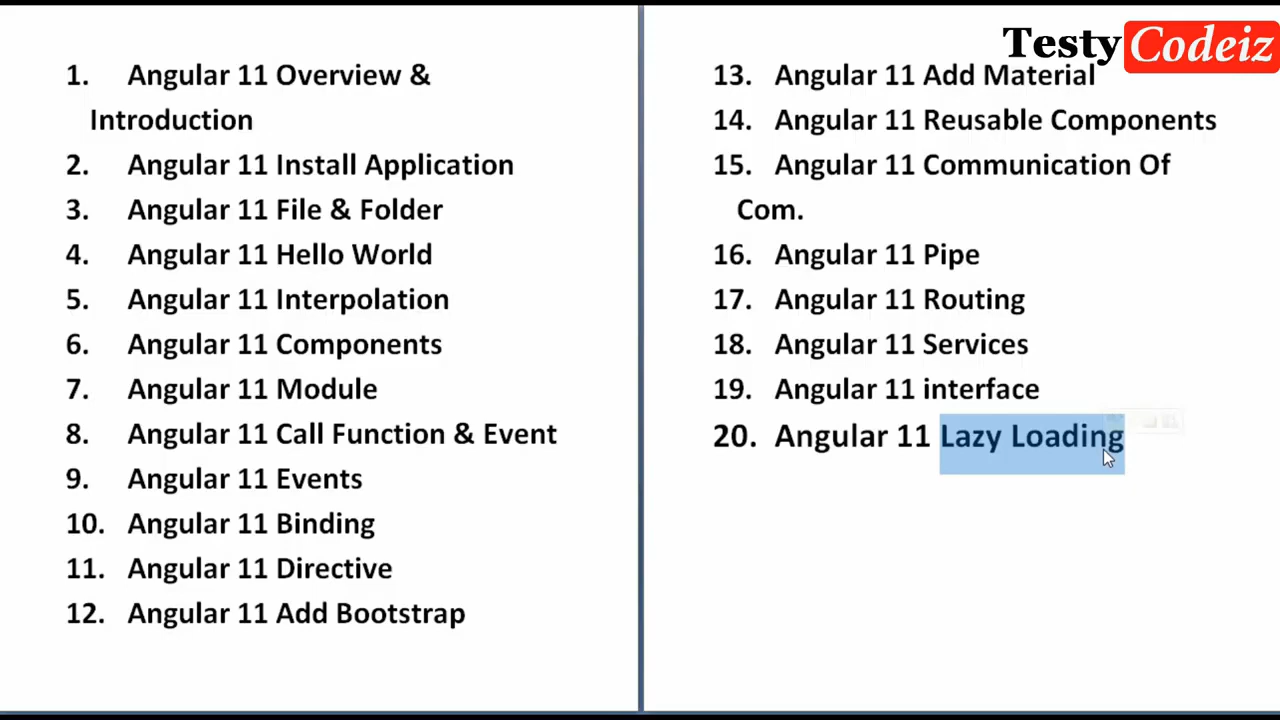 Testy Codeiz
1. Angular 11 Overview &
Introduction
2. Angular 11 Install Application
3. Angular 11 File & Folder
4. Angular 11 Hello World
5. Angular 11 Interpolation
6. Angular 11 Components
7. Angular 11 Module
8. Angular 11 Call Function & Event
9. Angular 11 Events
10. Angular 11 Binding
11. Angular 11 Directive
12. Angular 11 Add Bootstrap
13. Angular 11 Add Material
14. Angular 11 Reusable Components
15. Angular 11 Communication Of
Com.
16. Angular 11 Pipe
17. Angular 11 Routing
18. Angular 11 Services
19. Angular 11 interface
20. Angular 11 Lazy Loading